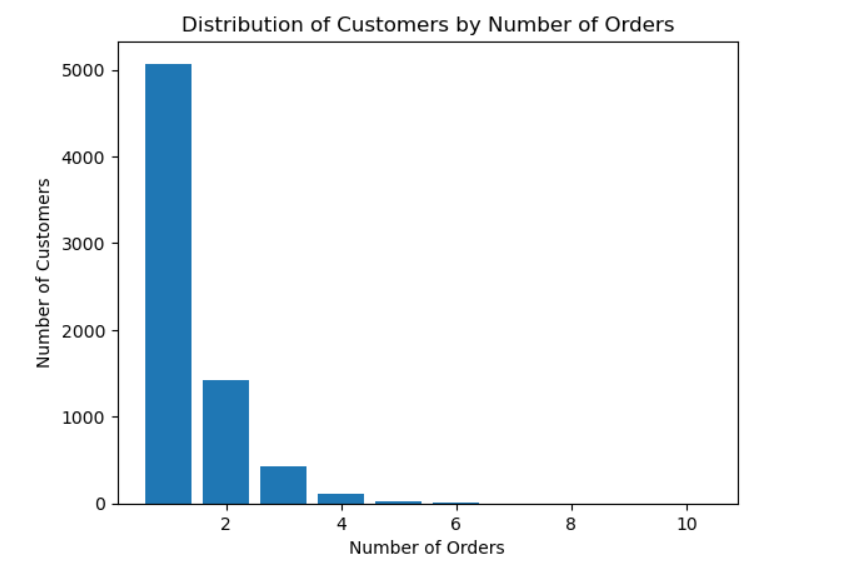 Distribution of Customers by Number of Orders
5000
4000
3000
2000
1000
0
Number of Customers
2 4 6 8 10
Number of Orders